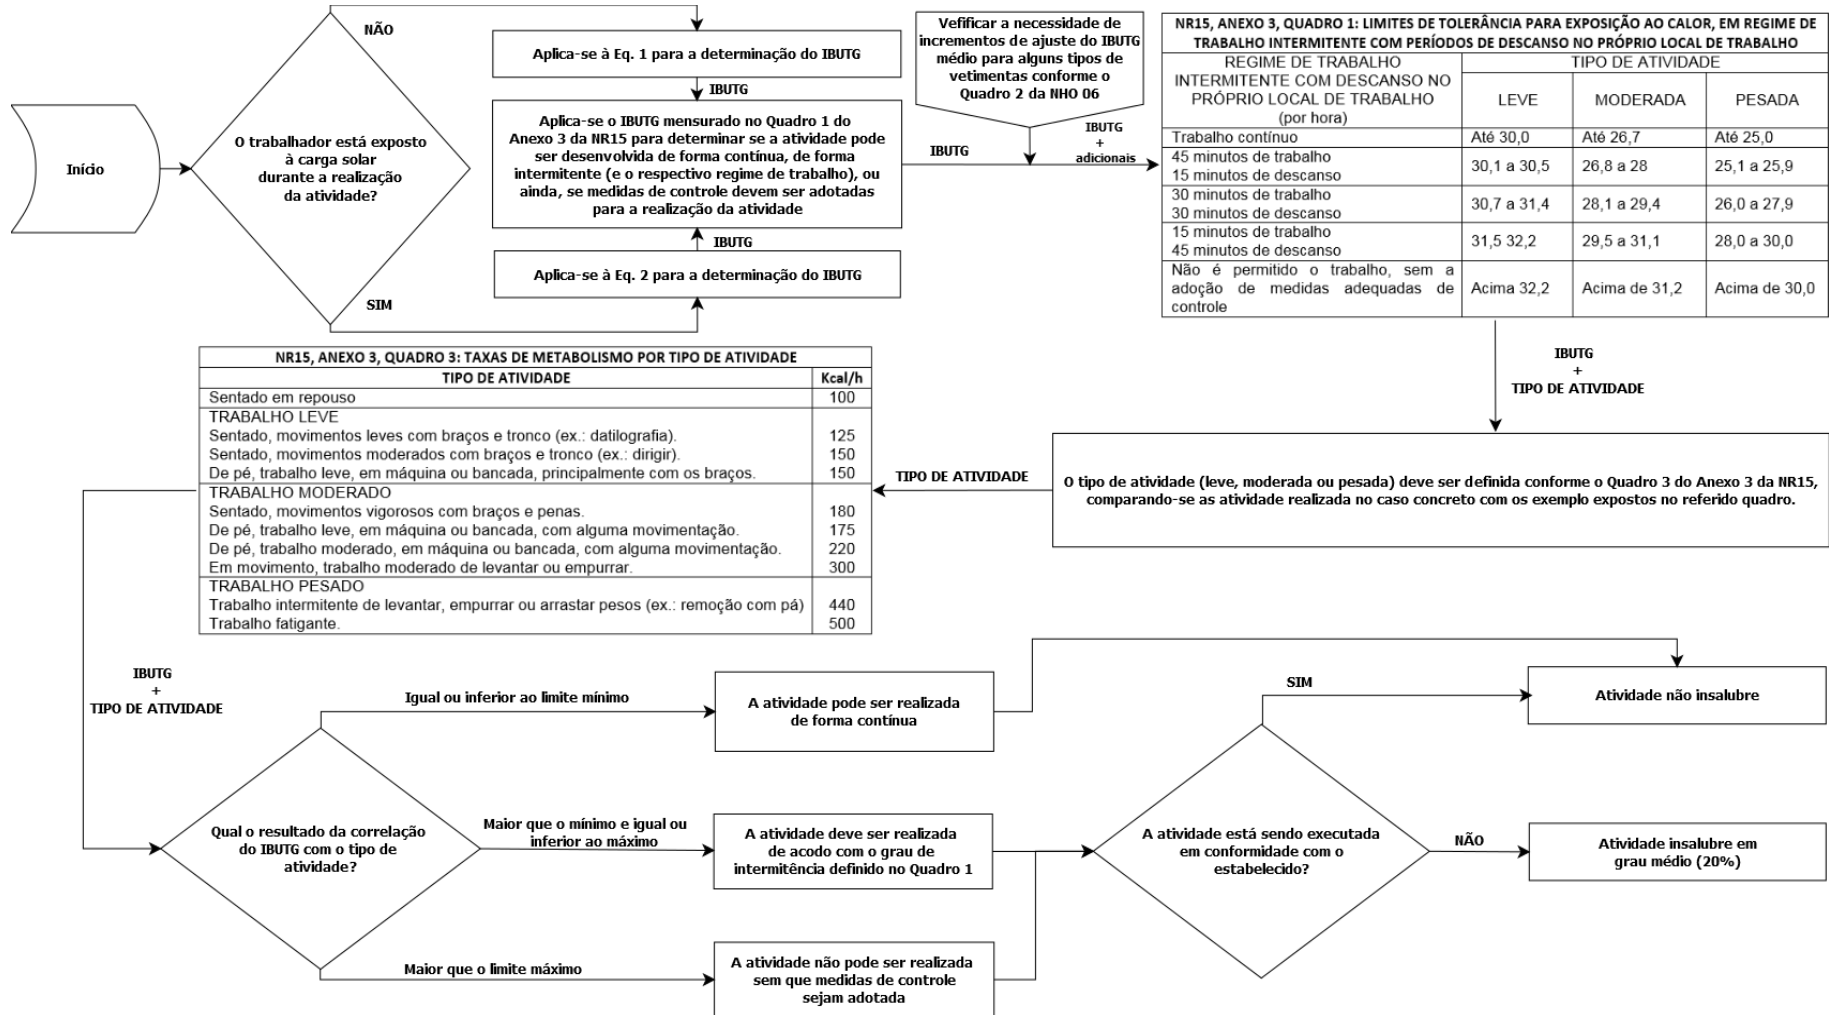 NÃO
Aplica-se à Eq. 1 para a determinação do IBUTG
IBUTG
Início
O trabalhador está exposto
à carga solar
durante a realização
da atividade?
Aplica-se o IBUTG mensurado no Quadro 1 do
Anexo 3 da NR15 para determinar se a atividade pode
ser desenvolvida de forma contínua, de forma
intermitente (e o respectivo regime de trabalho), ou
ainda, se medidas de controle devem ser adotadas
para a realização da atividade
IBUTG
Aplica-se à Eq. 2 para a determinação do IBUTG
SIM
IBUTG
Vefificar a necessidade de
incrementos de ajuste do IBUTG
médio para alguns tipos de
vetimentas conforme o
Quadro 2 da NHO 06
IBUTG
+
adicionais
NR15, ANEXO 3, QUADRO 1: LIMITES DE TOLERÂNCIA PARA EXPOSIÇÃO AO CALOR, EM REGIME DE
TRABALHO INTERMITENTE COM PERÍODOS DE DESCANSO NO PRÓPRIO LOCAL DE TRABALHO
REGIME DE TRABALHO
INTERMITENTE COM DESCANSO NO
PRÓPRIO LOCAL DE TRABALHO
(por hora)
TIPO DE ATIVIDADE
LEVE MODERADA PESADA
Trabalho contínuo Até 30,0 Até 26,7 Até 25,0
45 minutos de trabalho
15 minutos de descanso
30,1 a 30,5 26,8 a 28 25,1 a 25,9
30 minutos de trabalho
30 minutos de descanso
30,7 a 31,4 28,1 a 29,4 26,0 a 27,9
15 minutos de trabalho
45 minutos de descanso
31,5 32,2 29,5 a 31,1 28,0 a 30,0
Não é permitido o trabalho, sem a
adoção de medidas adequadas de
controle
Acima 32,2 Acima de 31,2 Acima de 30,0
IBUTG
+
TIPO DE ATIVIDADE
O tipo de atividade (leve, moderada ou pesada) deve ser definida conforme o Quadro 3 do Anexo 3 da NR15,
comparando-se as atividade realizada no caso concreto com os exemplo expostos no referido quadro.
TIPO DE ATIVIDADE
NR15, ANEXO 3, QUADRO 3: TAXAS DE METABOLISMO POR TIPO DE ATIVIDADE
TIPO DE ATIVIDADE Kcal/h
Sentado em repouso 100
TRABALHO LEVE
Sentado, movimentos leves com braços e tronco (ex.: datilografia). 125
Sentado, movimentos moderados com braços e tronco (ex.: dirigir). 150
De pé, trabalho leve, em máquina ou bancada, principalmente com os braços. 150
TRABALHO MODERADO
Sentado, movimentos vigorosos com braços e penas. 180
De pé, trabalho leve, em máquina ou bancada, com alguma movimentação. 175
De pé, trabalho moderado, em máquina ou bancada, com alguma movimentação. 220
Em movimento, trabalho moderado de levantar ou empurrar. 300
TRABALHO PESADO
Trabalho intermitente de levantar, empurrar ou arrastar pesos (ex.: remoção com pá) 440
Trabalho fatigante. 500
IBUTG
+
TIPO DE ATIVIDADE
Qual o resultado da correlação
do IBUTG com o tipo de
atividade?
Igual ou inferior ao limite mínimo
A atividade pode ser realizada
de forma contínua
Maior que o mínimo e igual ou
inferior ao máximo
A atividade deve ser realizada
de acodo com o grau de
intermitência definido no Quadro 1
Maior que o limite máximo
A atividade não pode ser realizada
sem que medidas de controle
sejam adotada
A atividade está sendo executada
em conformidade com o
estabelecido?
SIM
Atividade não insalubre
NÃO
Atividade insalubre em
grau médio (20%)